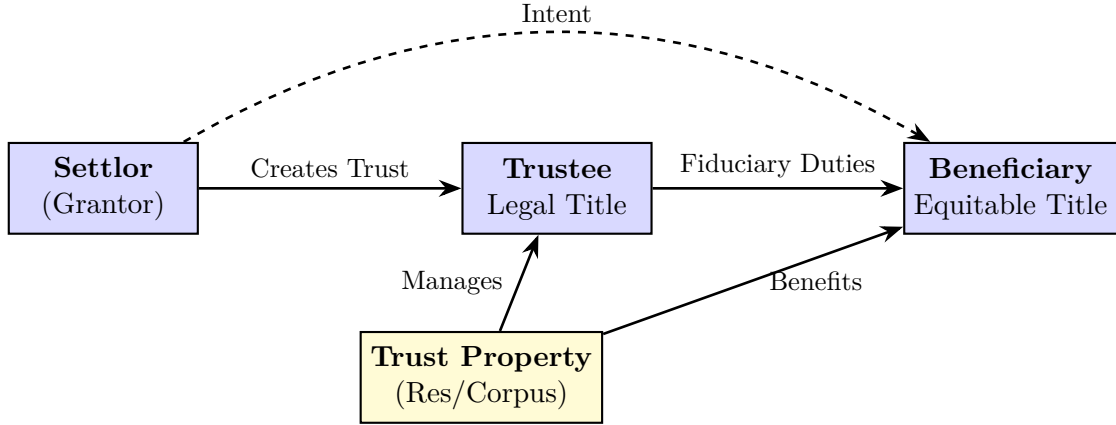 Intent
Settlor
(Grantor)
Creates Trust
Trustee
Legal Title
Fiduciary Duties
Beneficiary
Equitable Title
Manages
Benefits
Trust Property
(Res/Corpus)